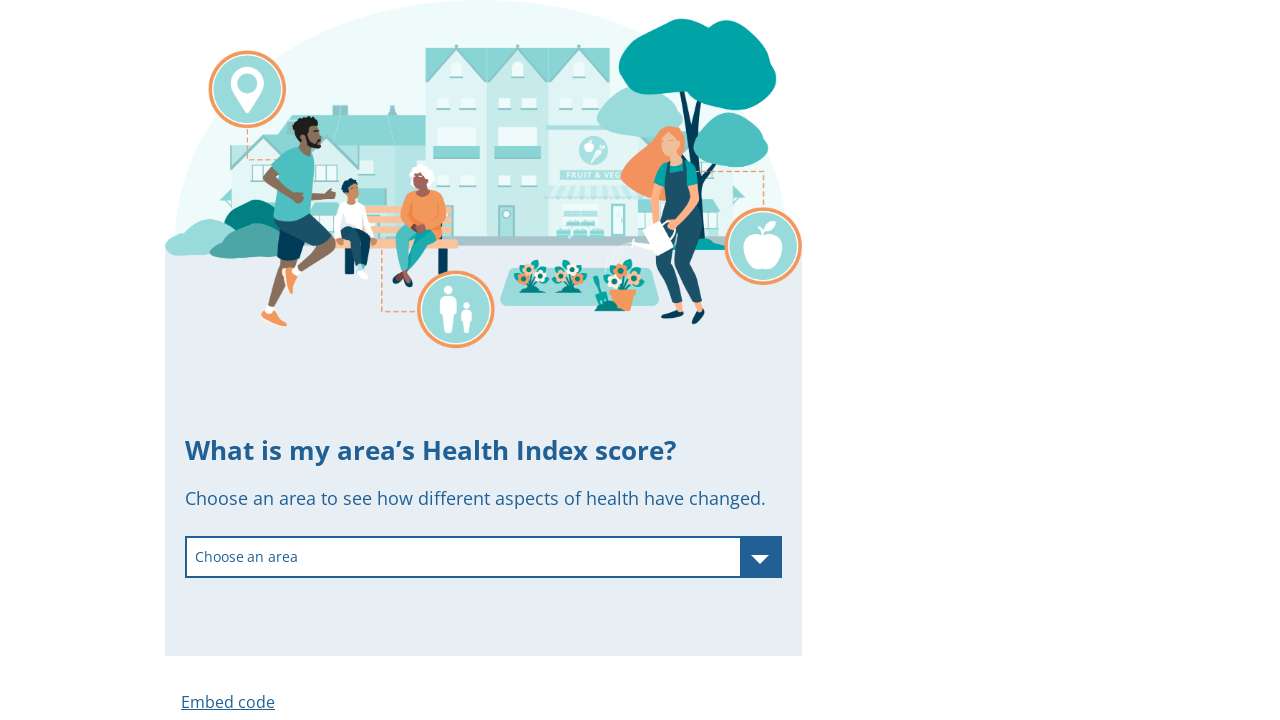 FRUIT & VEG
What is my area’s Health Index score?
Choose an area to see how different aspects of health have changed.
Choose an area
Embed code